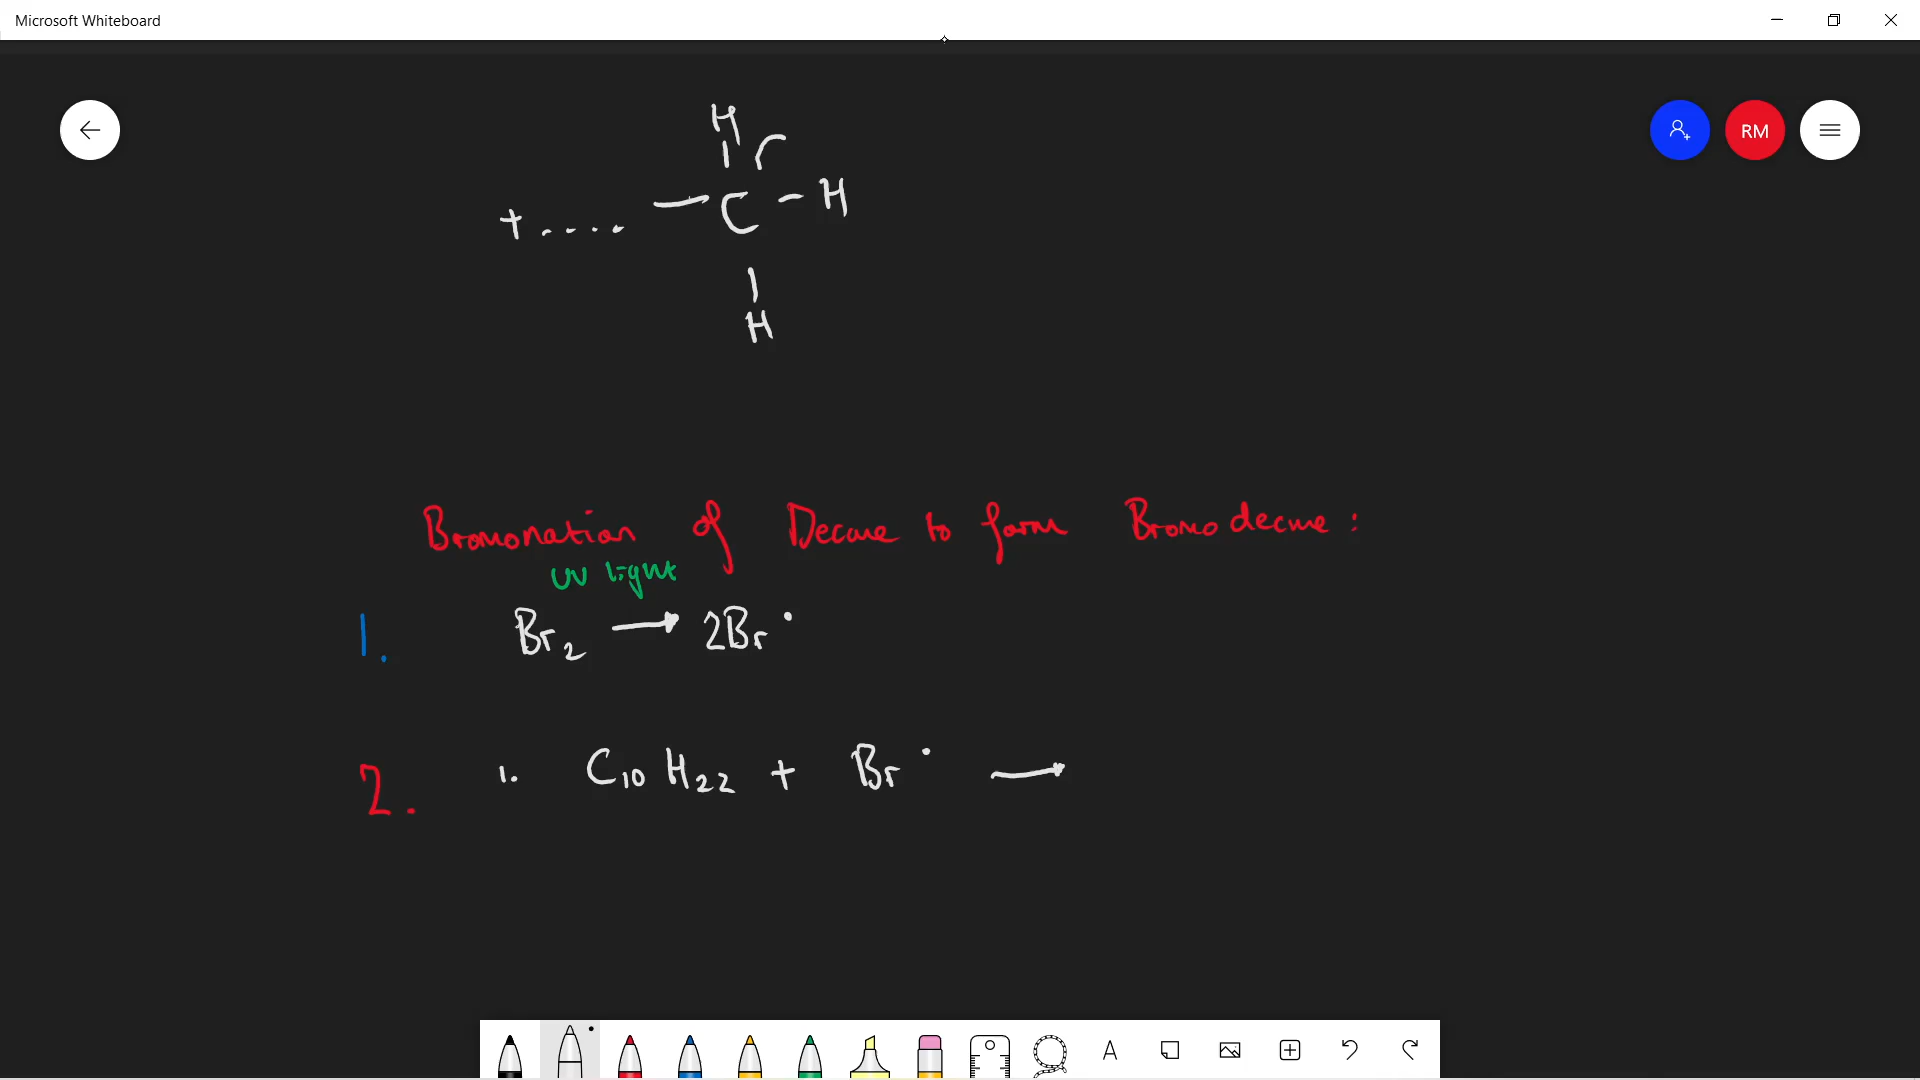 Microsoft Whiteboard
RM
H
+.... — C - H
H
Bromonation of Decane to form Bromodecane:
UV light
1. Br₂ → 2Br•
2. 1. C₁₀H₂₂ + Br• →
A